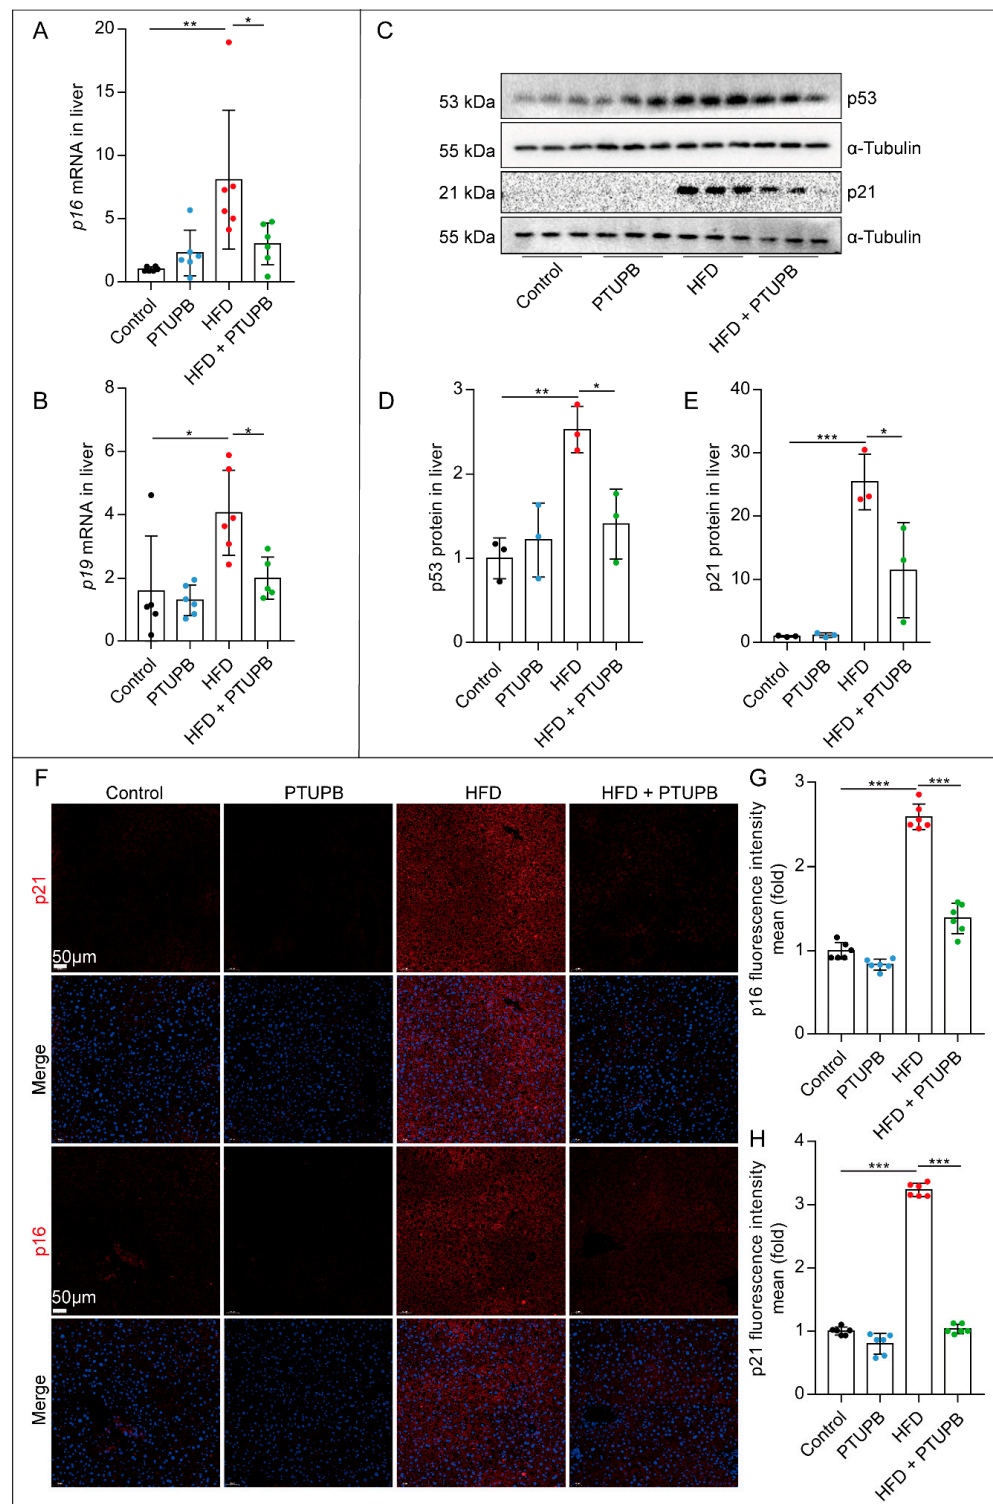 A
p16 mRNA in liver
20
15
10
5
0
**
*
Control
PTUPB
HFD
HFD + PTUPB
B
p19 mRNA in liver
8
6
4
2
0
*
*
Control
PTUPB
HFD
HFD + PTUPB
C
53 kDa
p53
55 kDa
α-Tubulin
21 kDa
p21
55 kDa
α-Tubulin
Control
PTUPB
HFD
HFD + PTUPB
D
p53 protein in liver
3
2
1
0
**
*
Control
PTUPB
HFD
HFD + PTUPB
E
p21 protein in liver
40
30
20
10
0
***
*
Control
PTUPB
HFD
HFD + PTUPB
F
Control
PTUPB
HFD
HFD + PTUPB
p21
50μm
Merge
p16
50μm
Merge
G
p16 fluorescence intensity
mean (fold)
3
2
1
0
***
***
Control
PTUPB
HFD
HFD + PTUPB
H
p21 fluorescence intensity
mean (fold)
4
3
2
1
0
***
***
Control
PTUPB
HFD
HFD + PTUPB